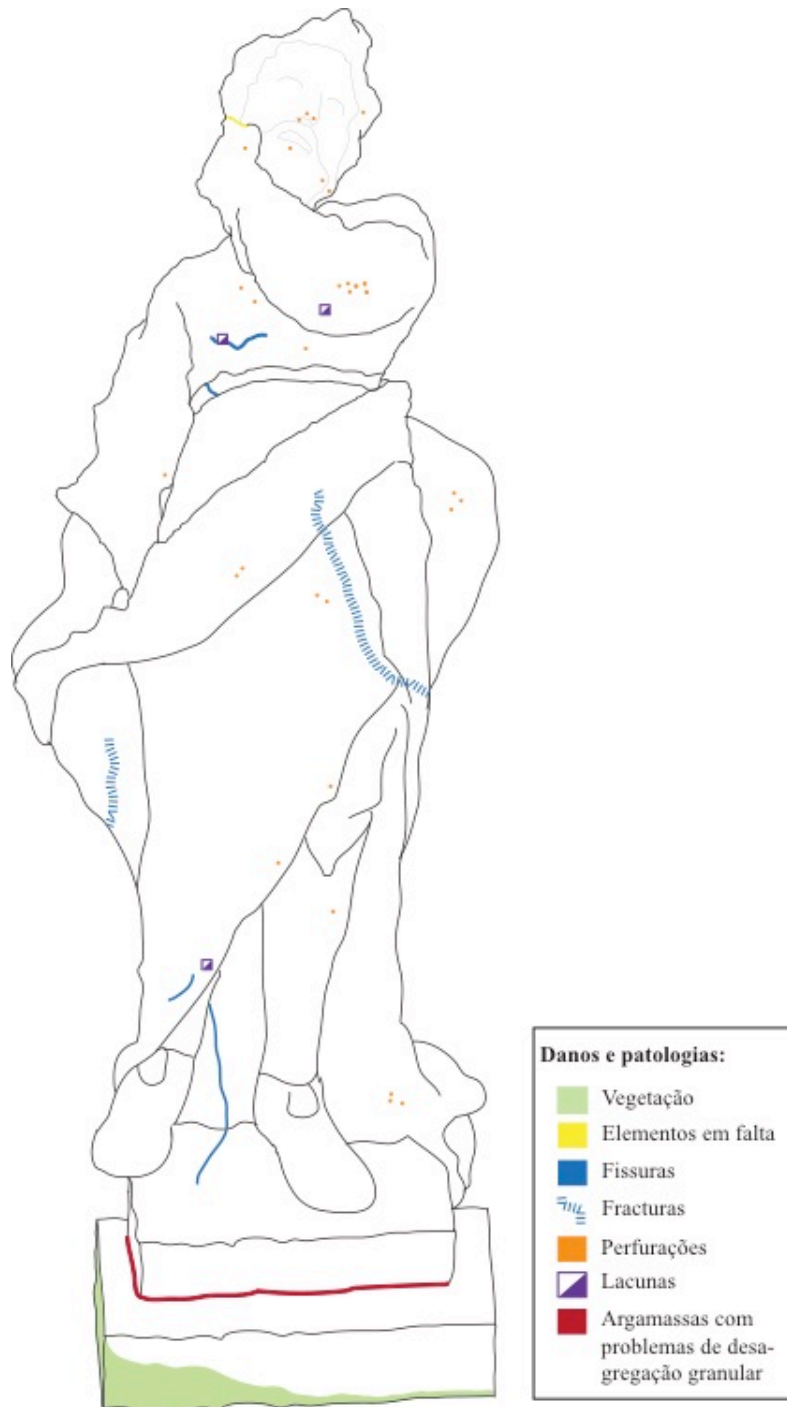 Danos e patologias:
Vegetação
Elementos em falta
Fissuras
Fracturas
Perfurações
Lacunas
Argamassas com
problemas de desa-
gregação granular